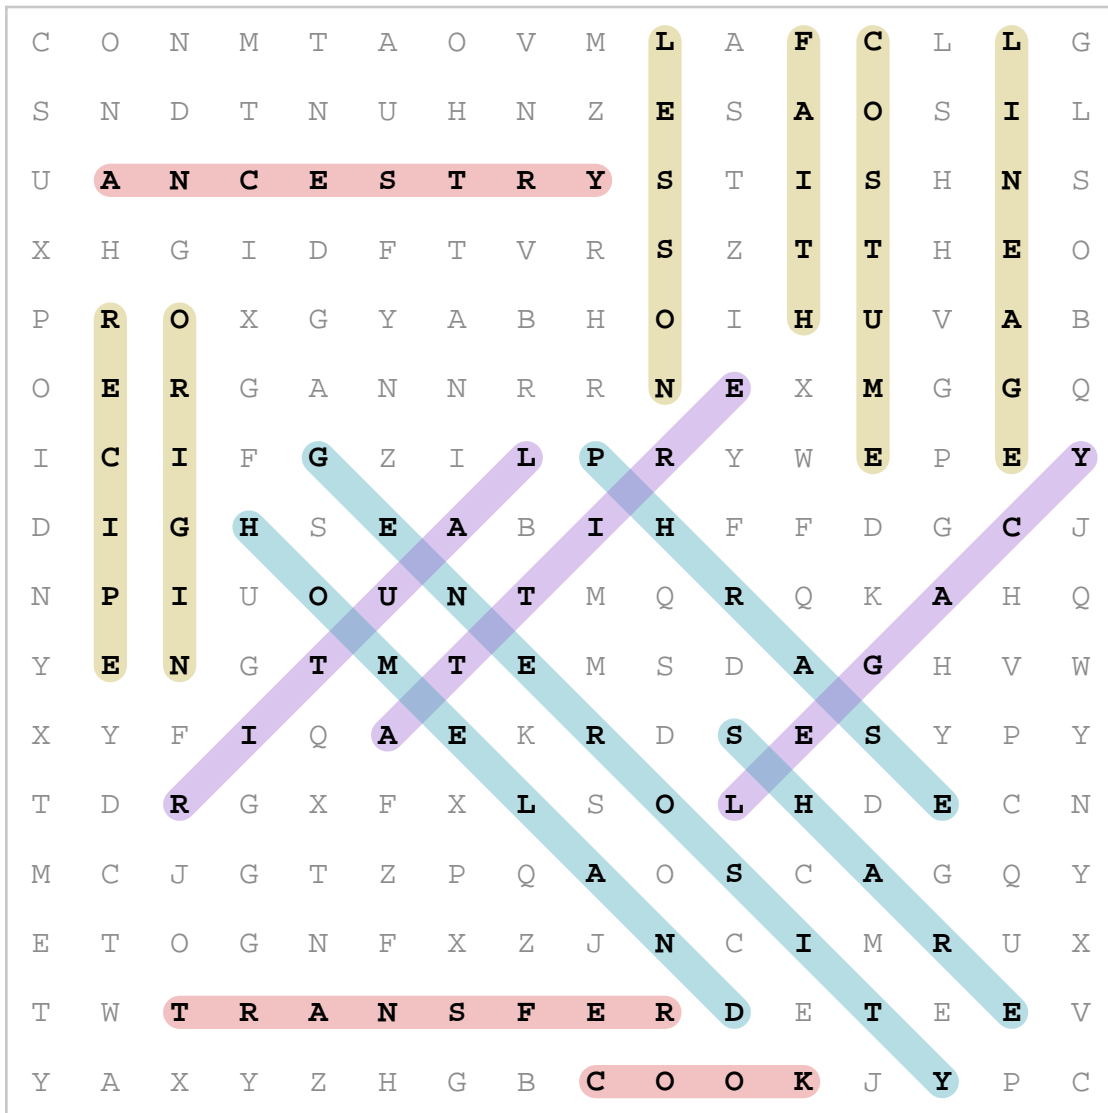 C O N M T A O V M L A F C L L G
S N D T N U H N Z E S A O S I L
U A N C E S T R Y S T I S H N S
X H G I D F T V R S Z T T H E O
P R O X G Y A B H O I H U V A B
O E R G A N N R R N E X M G G Q
I C I F G Z I L P R Y W E P E Y
D I G H S E A B I H F F D G C J
N P I U O U N T M Q R Q K A H Q
Y E N G T M T E M S D A G H V W
X Y F I Q A E K R D S E S Y P Y
T D R G X F X L S O L H D E C N
M C J G T Z P Q A O S C A G Q Y
E T O G N F X Z J N C I M R U X
T W T R A N S F E R D E T E E V
Y A X Y Z H G B C O O K J Y P C